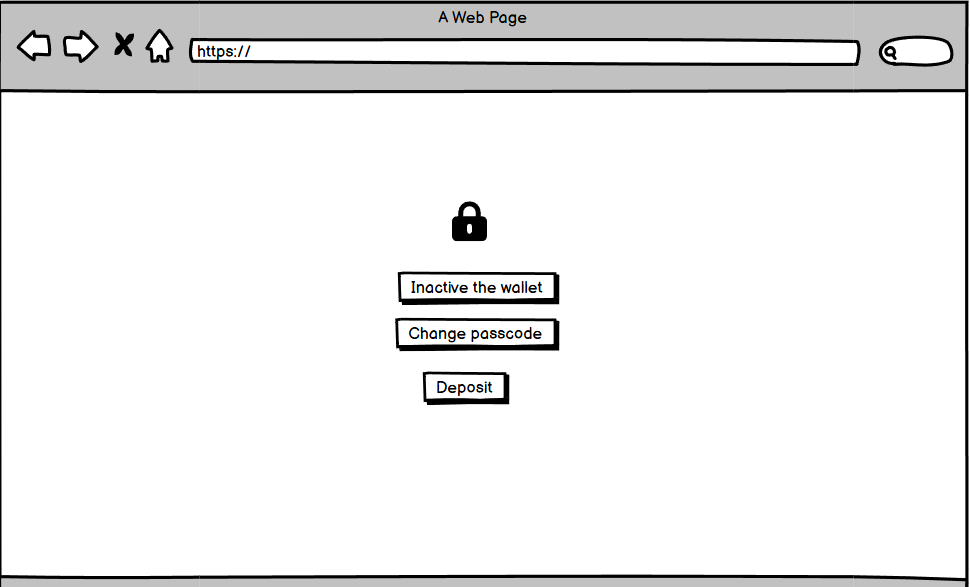 A Web Page
https://
Inactive the wallet
Change passcode
Deposit